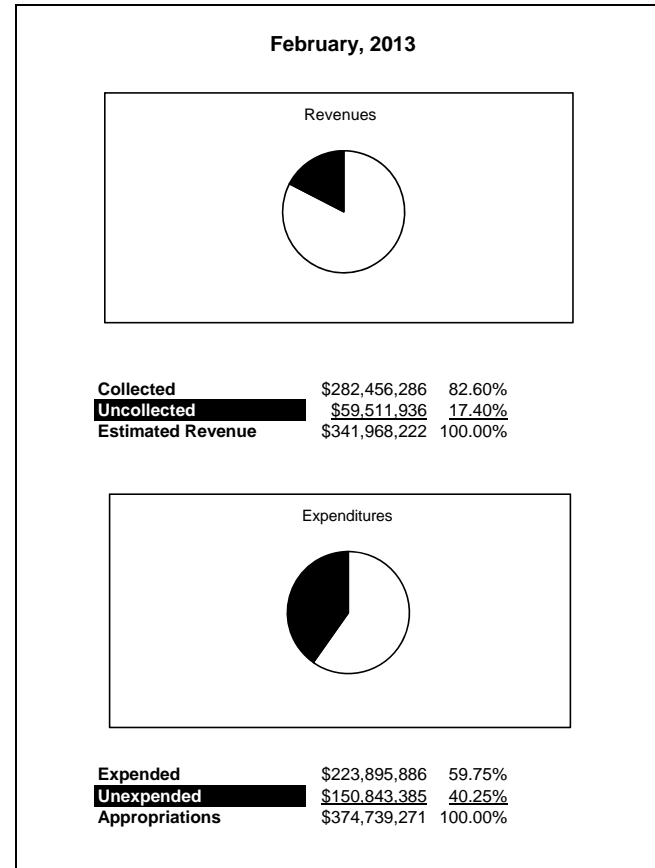 February, 2013
Revenues
Collected $282,456,286 82.60%
Uncollected $59,511,936 17.40%
Estimated Revenue $341,968,222 100.00%
Expenditures
Expended $223,895,886 59.75%
Unexpended $150,843,385 40.25%
Appropriations $374,739,271 100.00%